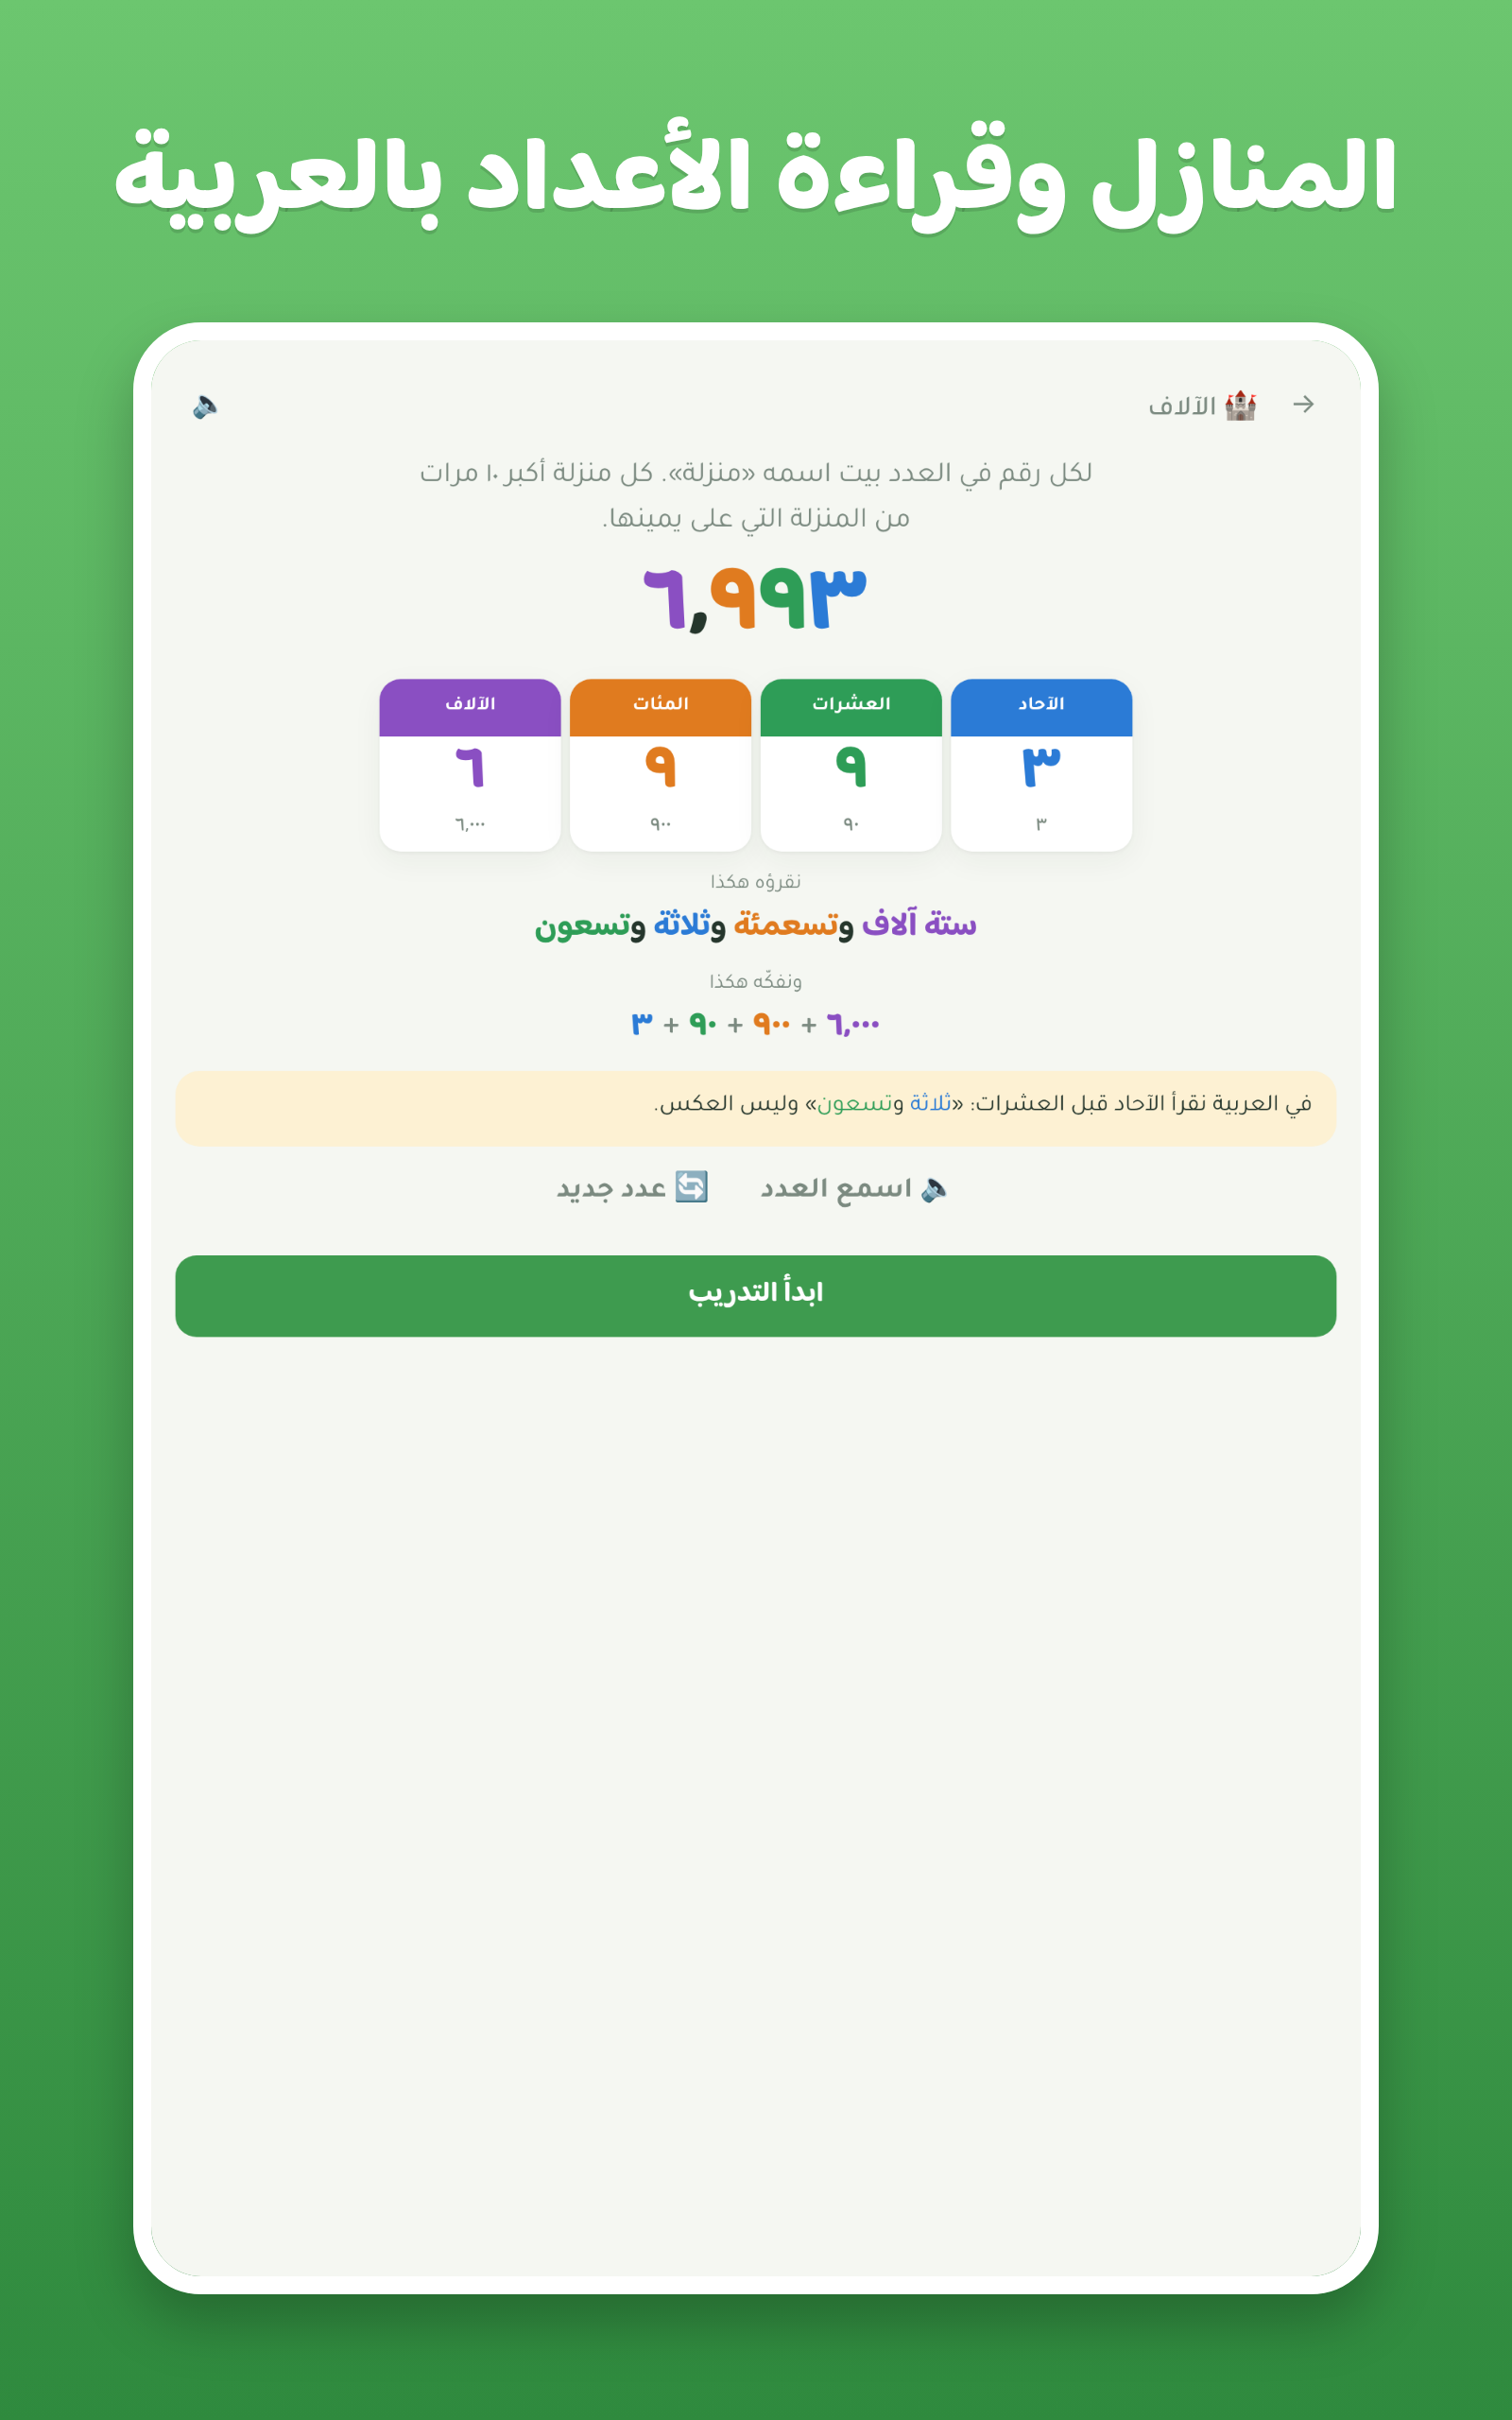 المنازل وقراءة الأعداد بالعربية
→ 🏰 الآلاف 🔈
لكل رقم في العدد بيت اسمه «منزلة». كل منزلة أكبر ١٠ مرات
من المنزلة التي على يمينها.
٦,٩٩٣
الآحاد العشرات المئات الآلاف
٣ ٩ ٩ ٦
٣ ٩٠ ٩٠٠ ٦,٠٠٠
نقرؤه هكذا
ستة آلاف وتسعمئة وثلاثة وتسعون
ونفكّه هكذا
٦,٠٠٠ + ٩٠٠ + ٩٠ + ٣
في العربية نقرأ الآحاد قبل العشرات: «ثلاثة وتسعون» وليس العكس.
🔈 اسمع العدد 🔄 عدد جديد
ابدأ التدريب